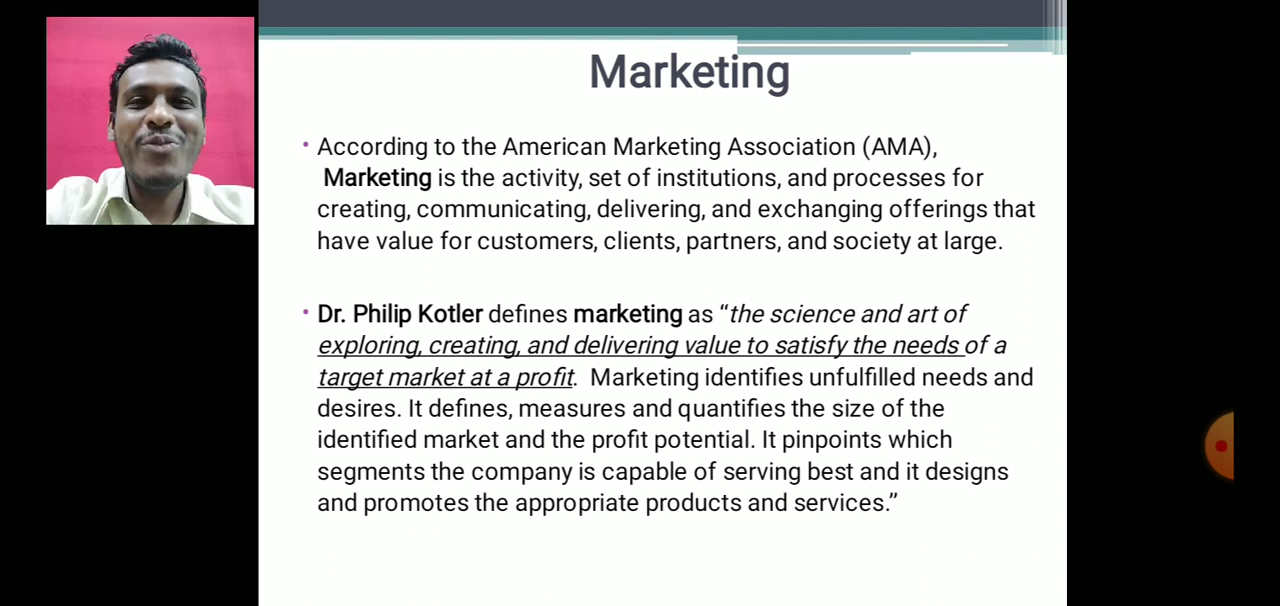 Marketing
• According to the American Marketing Association (AMA),
Marketing is the activity, set of institutions, and processes for
creating, communicating, delivering, and exchanging offerings that
have value for customers, clients, partners, and society at large.
• Dr. Philip Kotler defines marketing as “the science and art of
exploring, creating, and delivering value to satisfy the needs of a
target market at a profit. Marketing identifies unfulfilled needs and
desires. It defines, measures and quantifies the size of the
identified market and the profit potential. It pinpoints which
segments the company is capable of serving best and it designs
and promotes the appropriate products and services.”